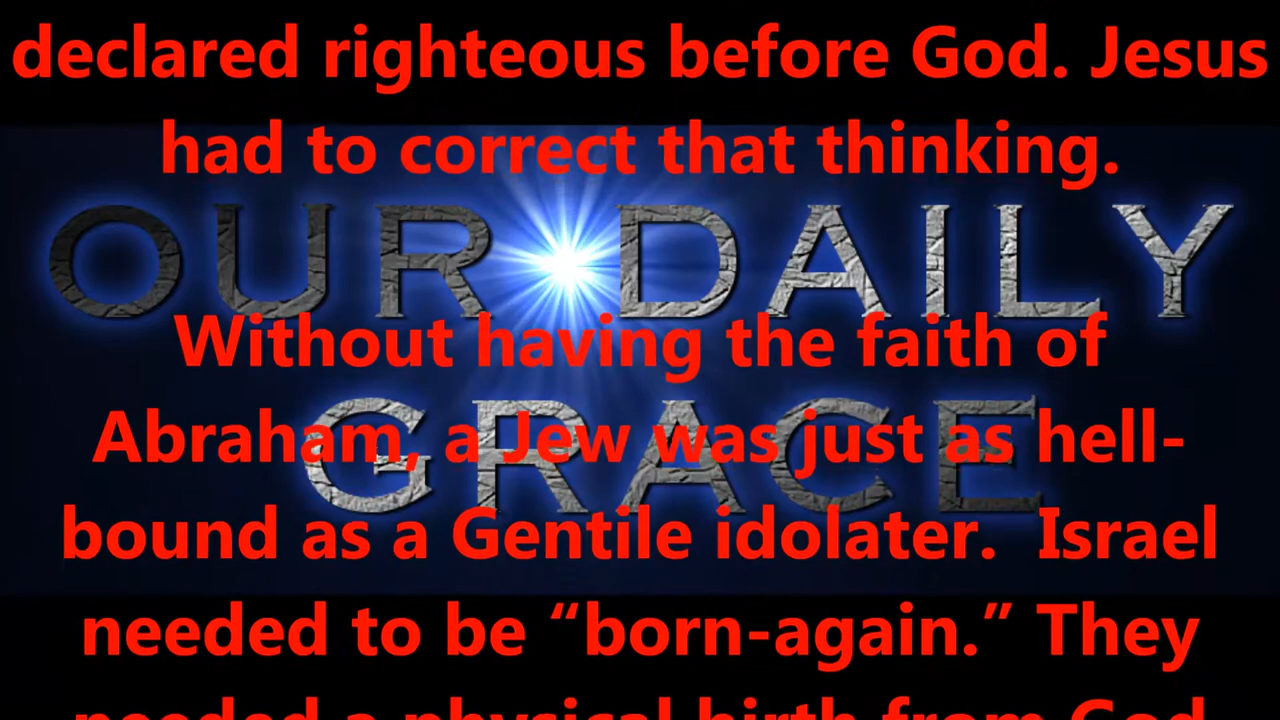 declared righteous before God. Jesus
had to correct that thinking.
OUR DAILY
Without having the faith of
GRACE
Abraham, a Jew was just as hell-
bound as a Gentile idolater.  Israel
needed to be “born-again.” They
needed a physical birth from God